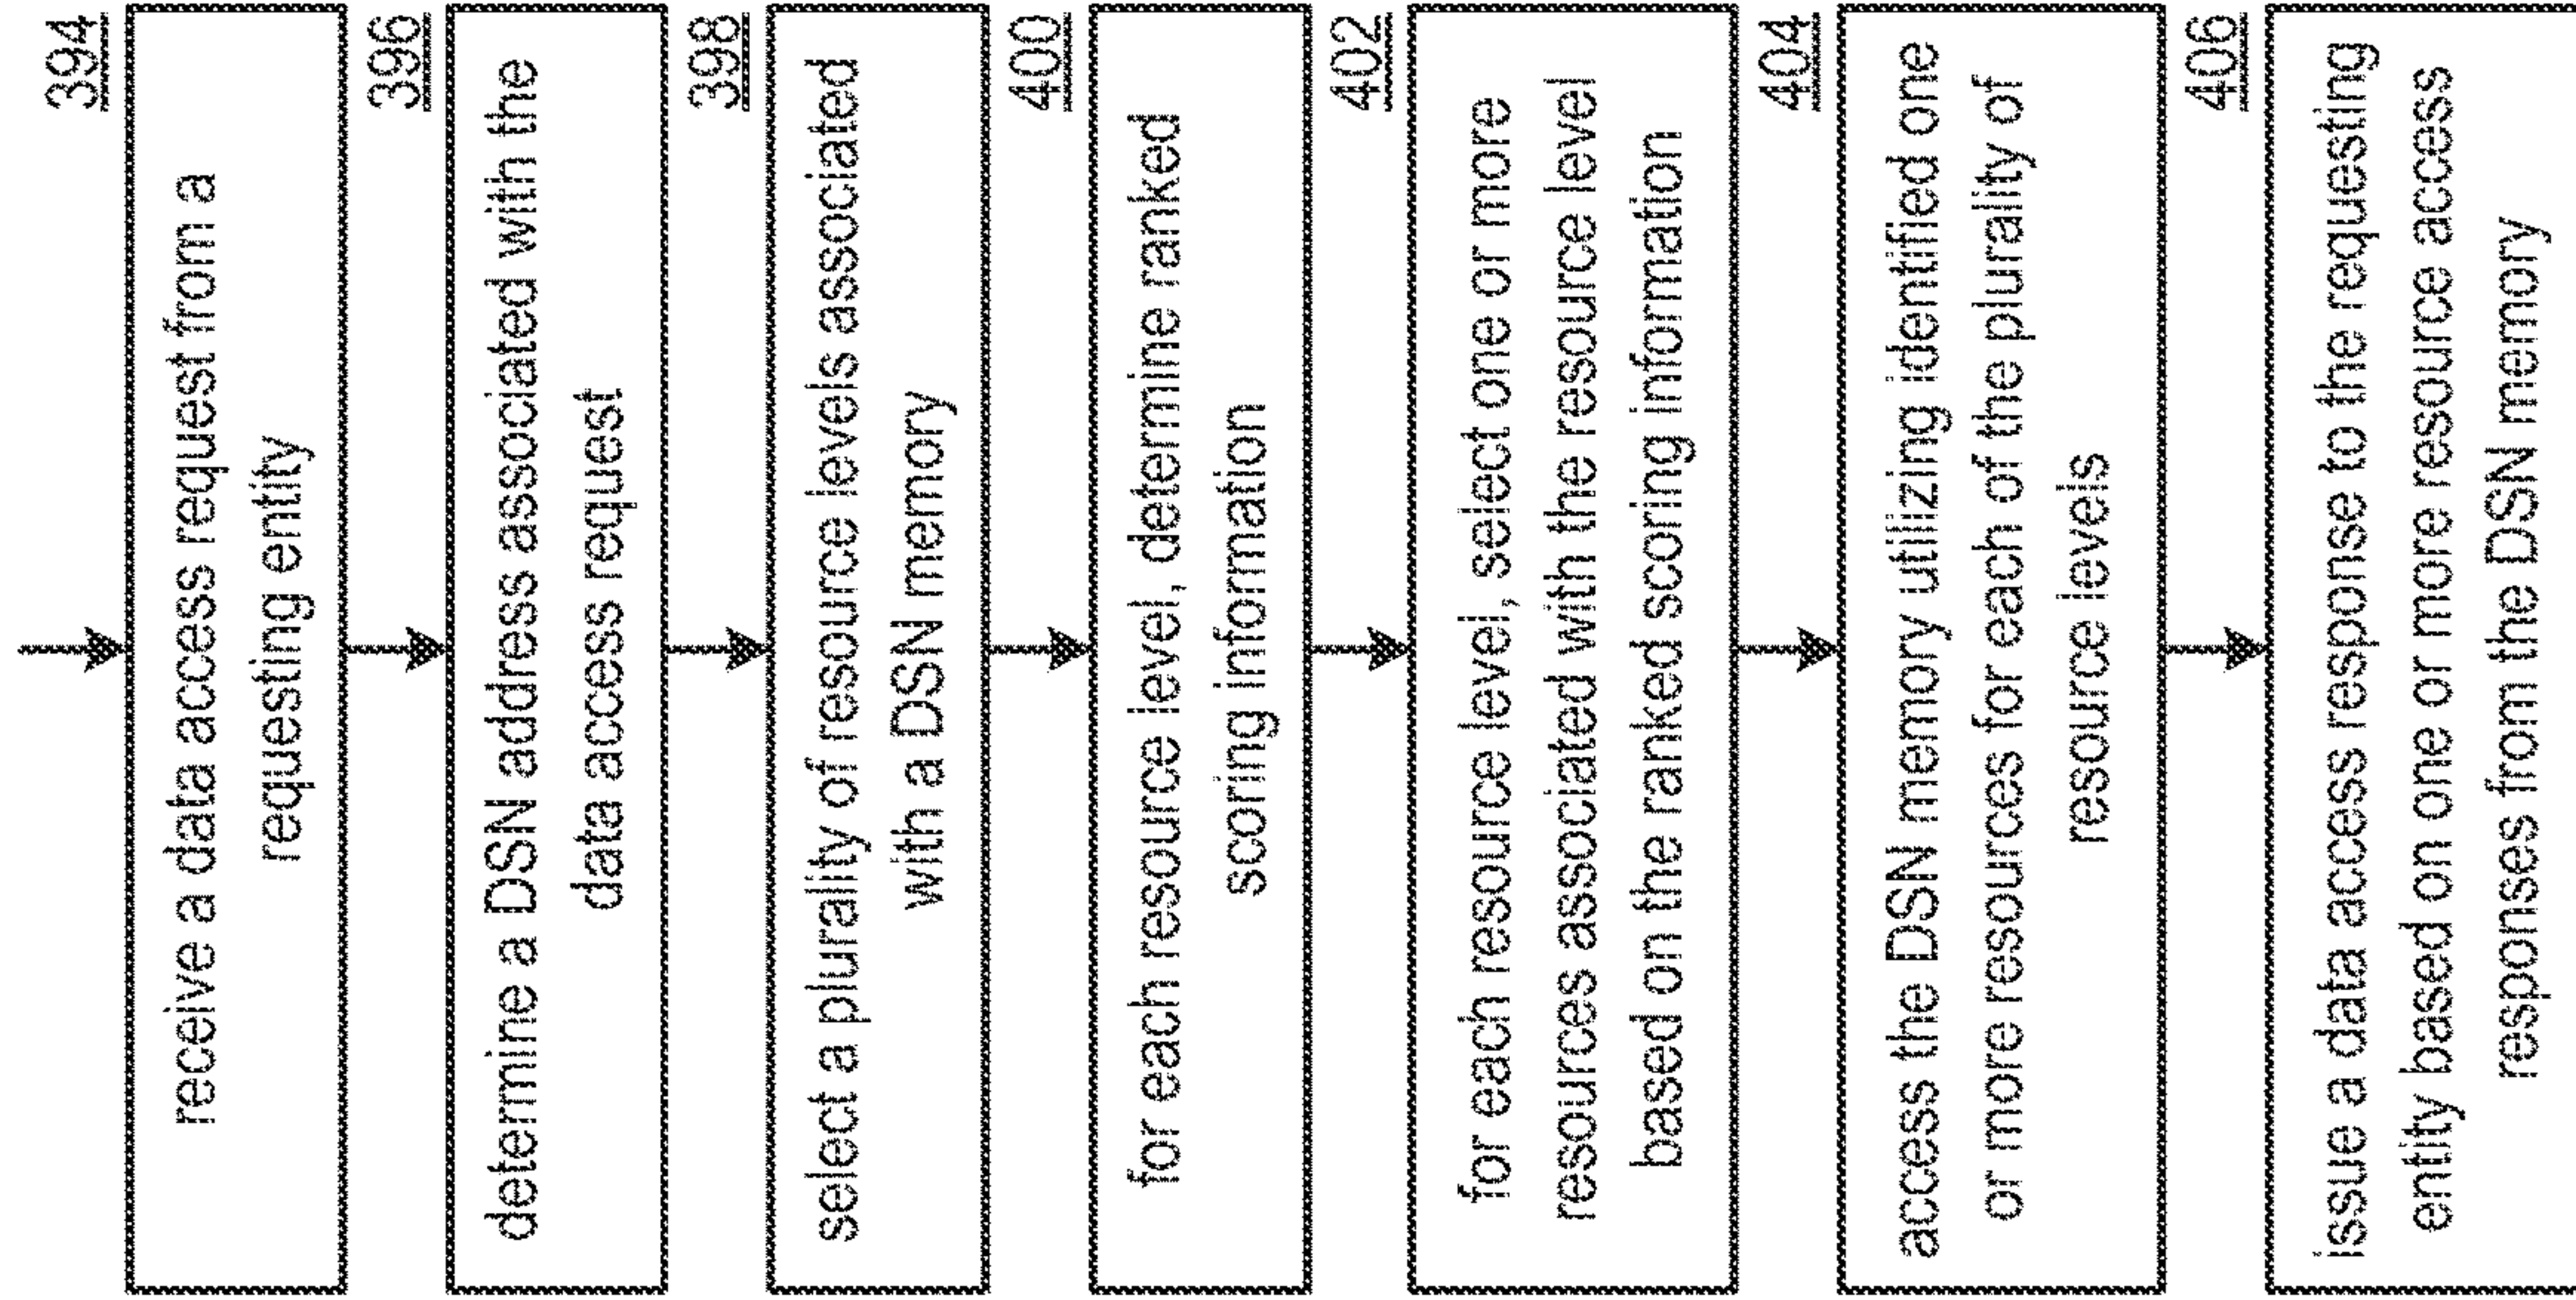 394
receive a data access request from a
requesting entity
396
determine a DSN address associated with the
data access request
398
select a plurality of resource levels associated
with a DSN memory
400
for each resource level, determine ranked
scoring information
402
for each resource level, select one or more
resources associated with the resource level
based on the ranked scoring information
404
access the DSN memory utilizing identified one
or more resources for each of the plurality of
resource levels
406
issue a data access response to the requesting
entity based on one or more resource access
responses from the DSN memory